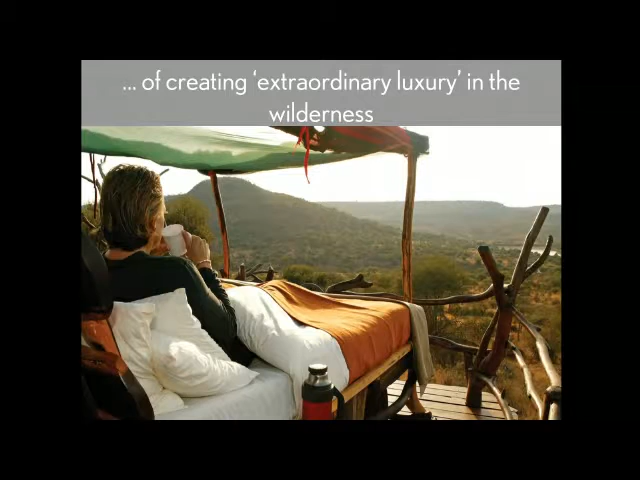 ... of creating ‘extraordinary luxury’ in the
wilderness